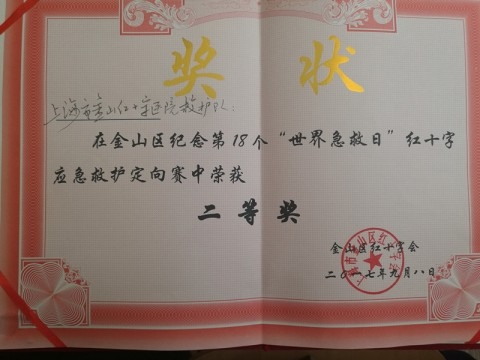 奖 状
上海市金山红十字医院救护队:
在金山区纪念第18个“世界急救日”红十字
应急救护定向赛中荣获
二等奖
金山区红十字会
二〇一七年九月八日